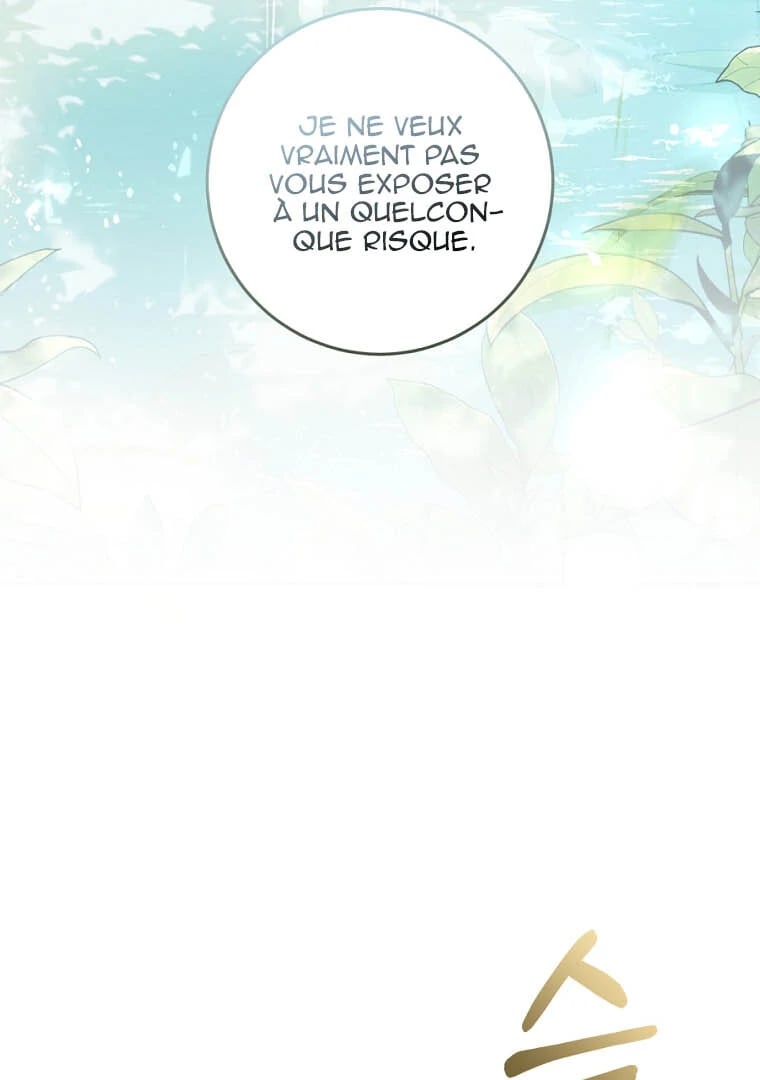 JE NE VEUX
VRAIMENT PAS
VOUS EXPOSER
À UN QUELCON-
QUE RISQUE.